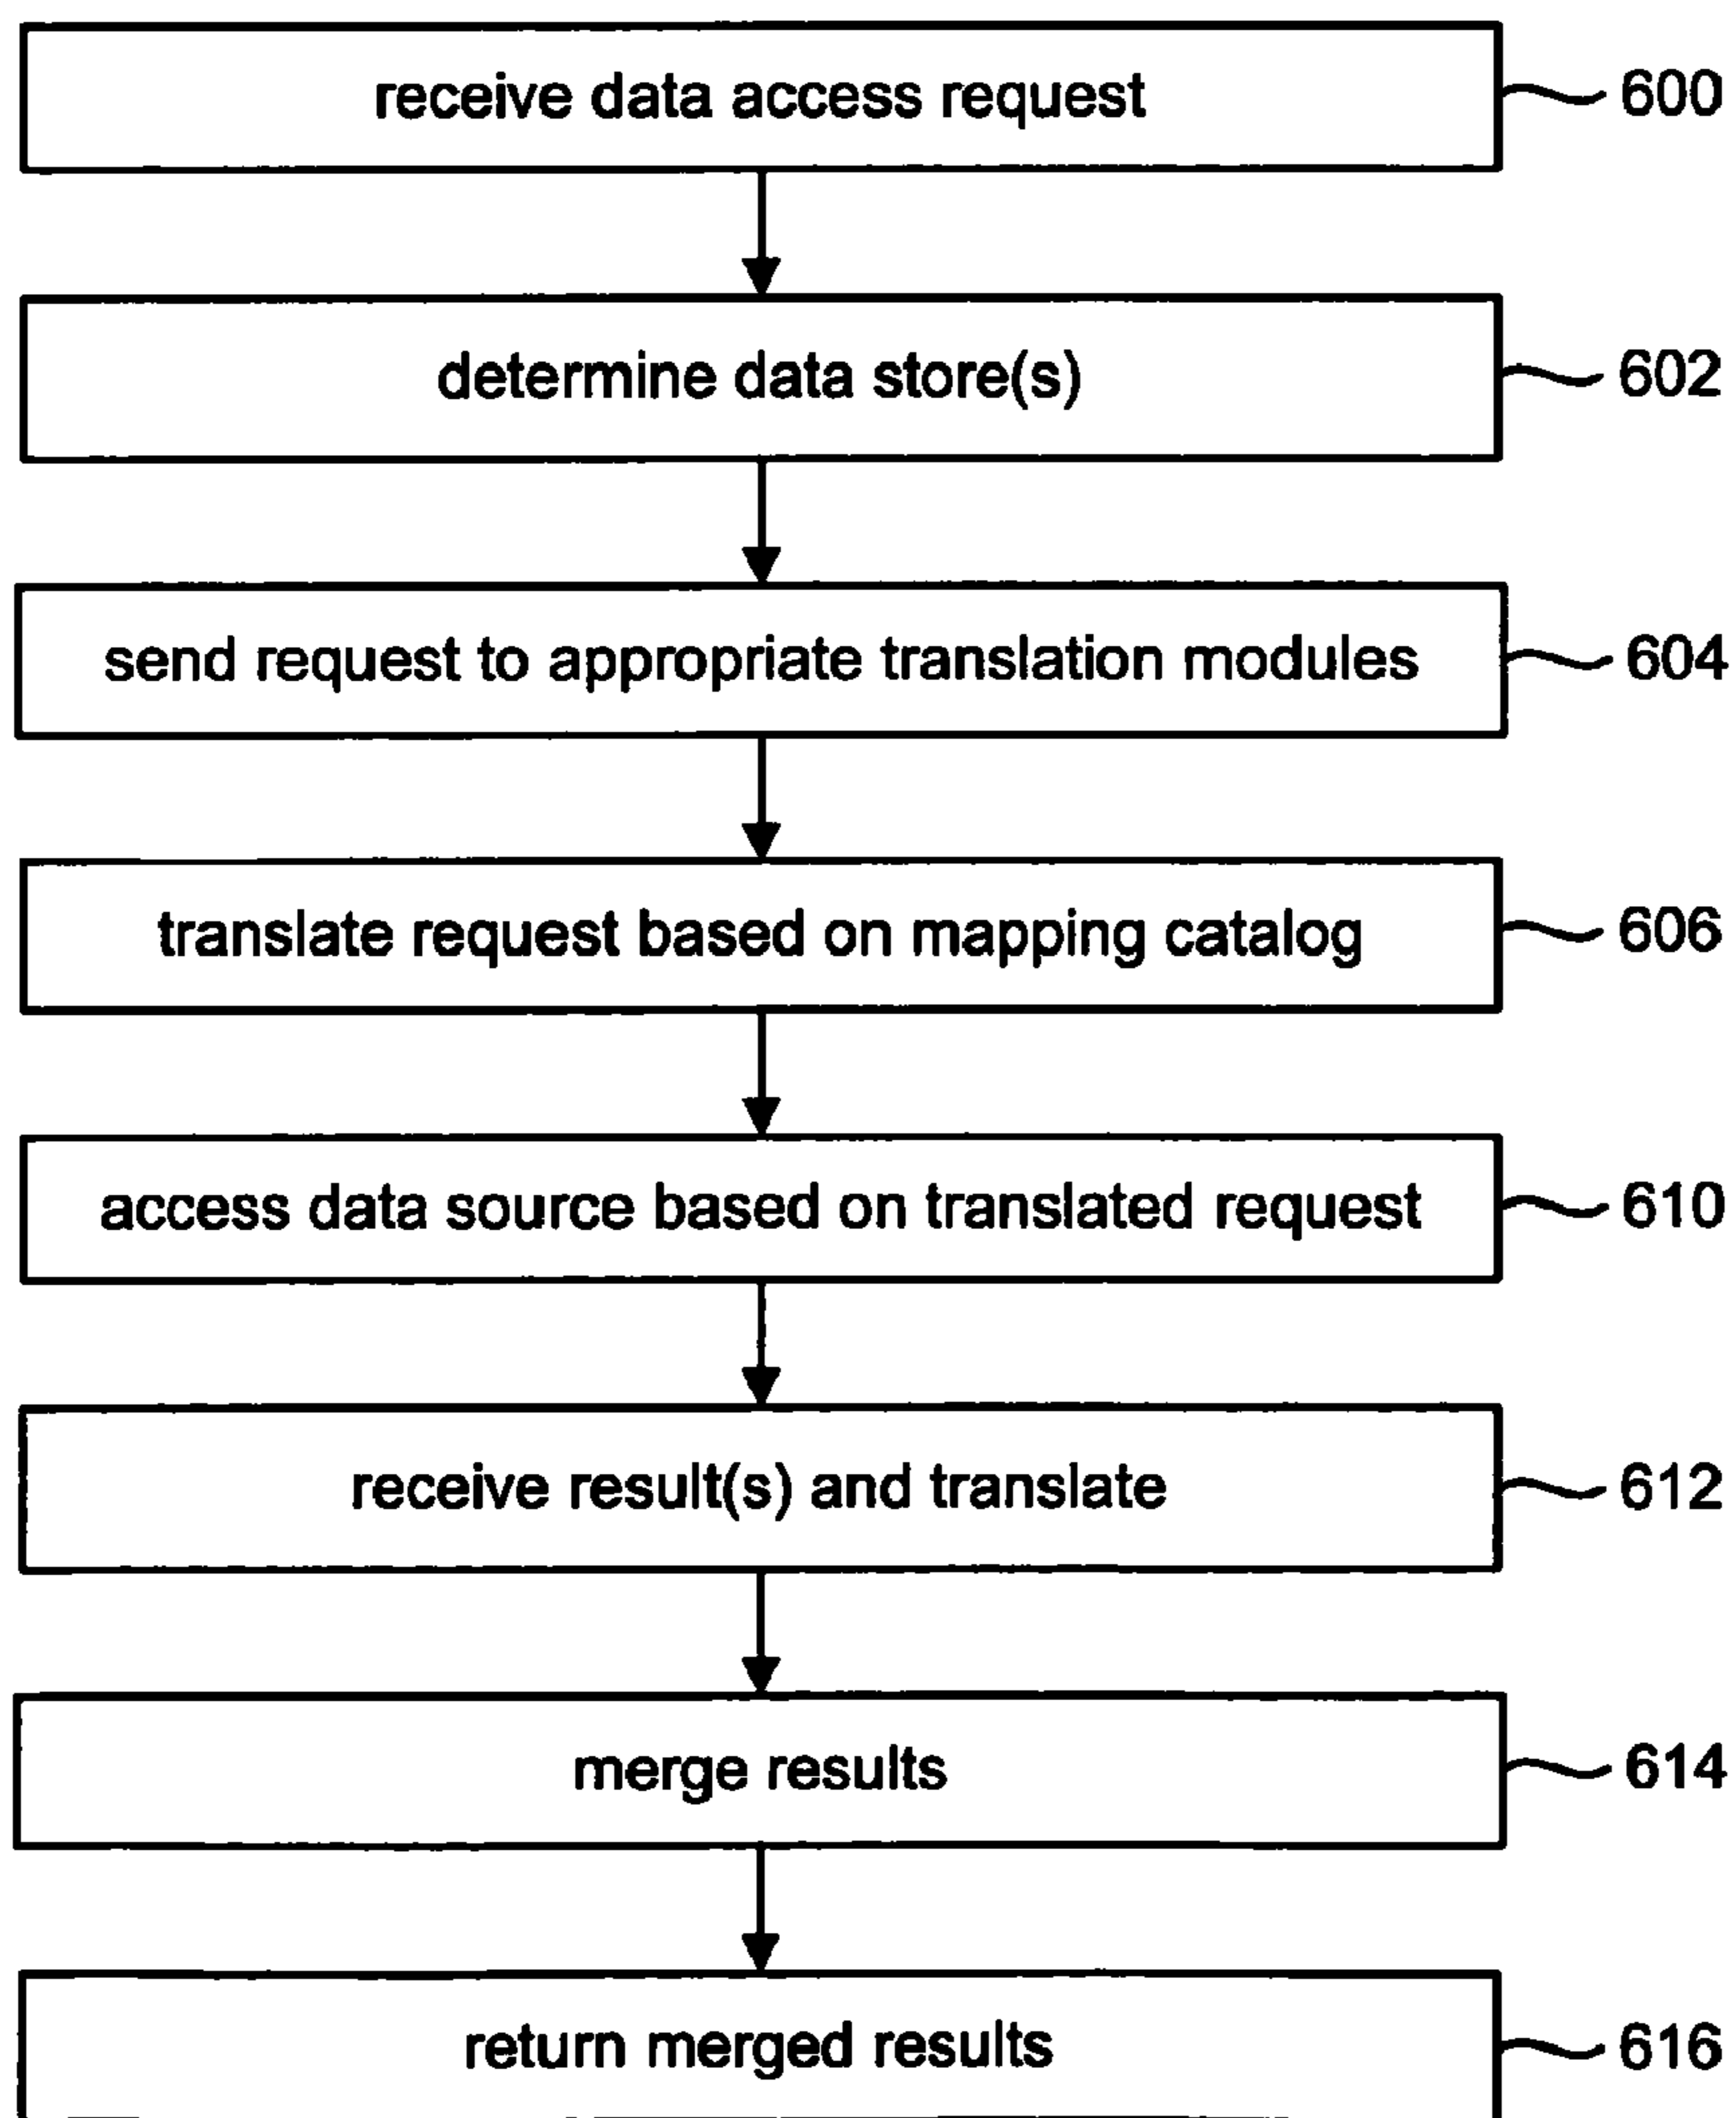 receive data access request 600
determine data store(s) 602
send request to appropriate translation modules 604
translate request based on mapping catalog 606
access data source based on translated request 610
receive result(s) and translate 612
merge results 614
return merged results 616